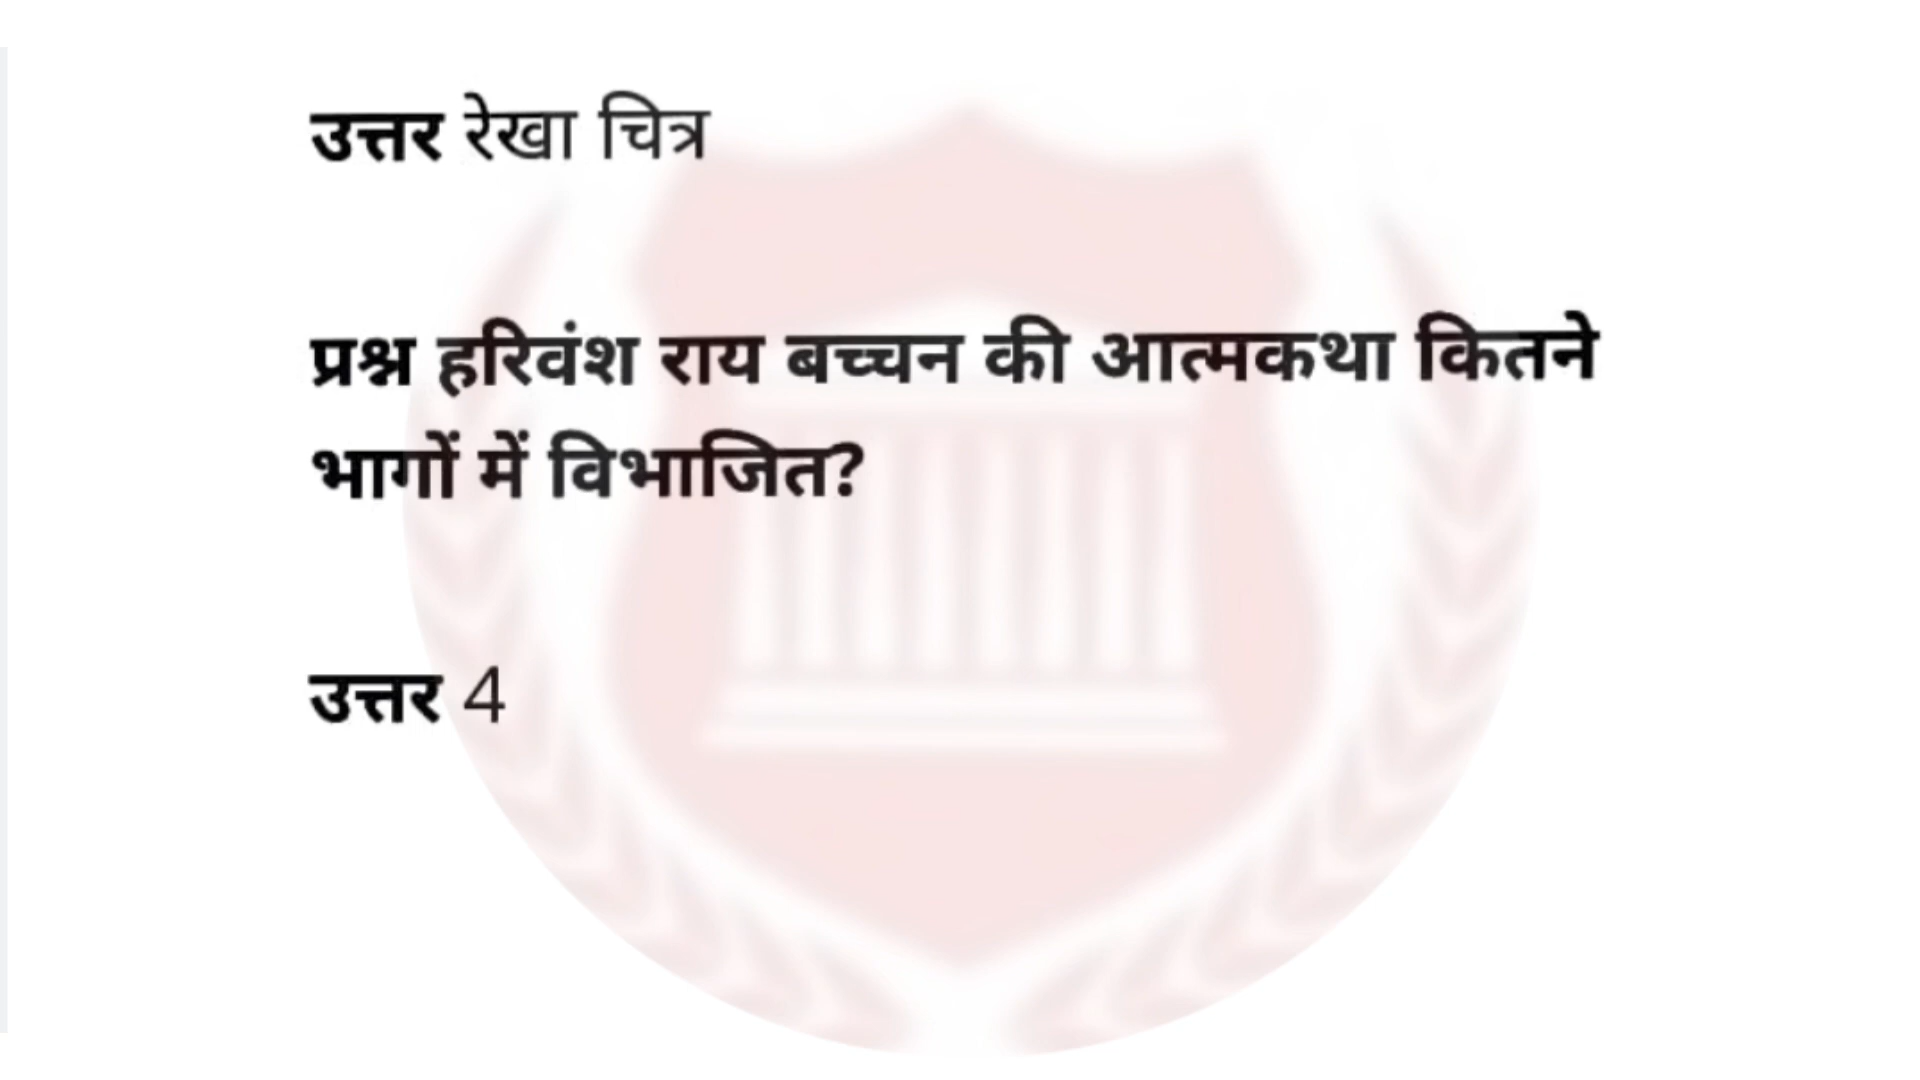 उत्तर रेखा चित्र
प्रश्न हरिवंश राय बच्चन की आत्मकथा कितने
भागों में विभाजित?
उत्तर 4